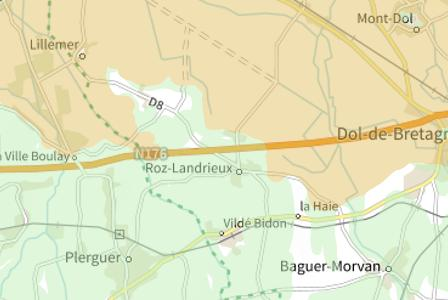 Mont-Dol
Lillemer
D8
Dol-de-Bretagn
N176
Ville Boulay
Roz-Landrieux
la Haie
Vildé Bidon
Plerguer
Baguer-Morvan